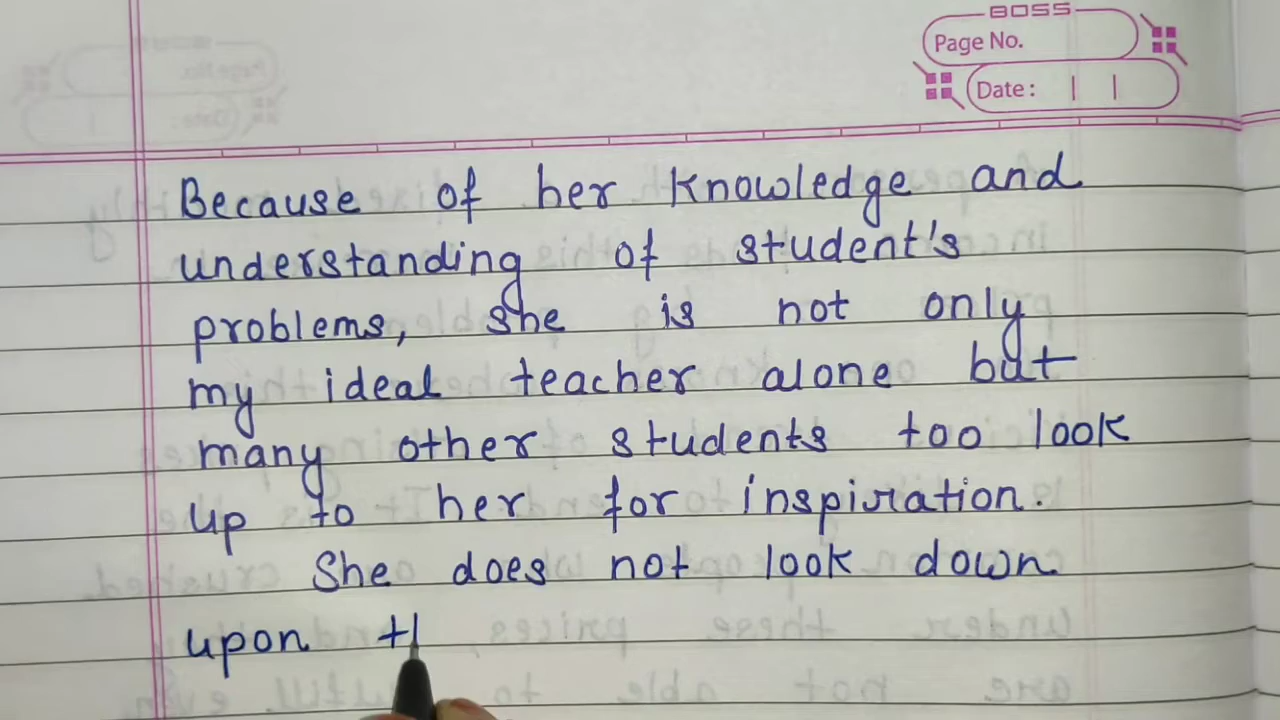 BOSS
Page No.
Date :
Because of her knowledge and
understanding of student's
problems, she is not only
my ideal teacher alone but
many other students too look
up to her for inspiration.
She does not look down
upon